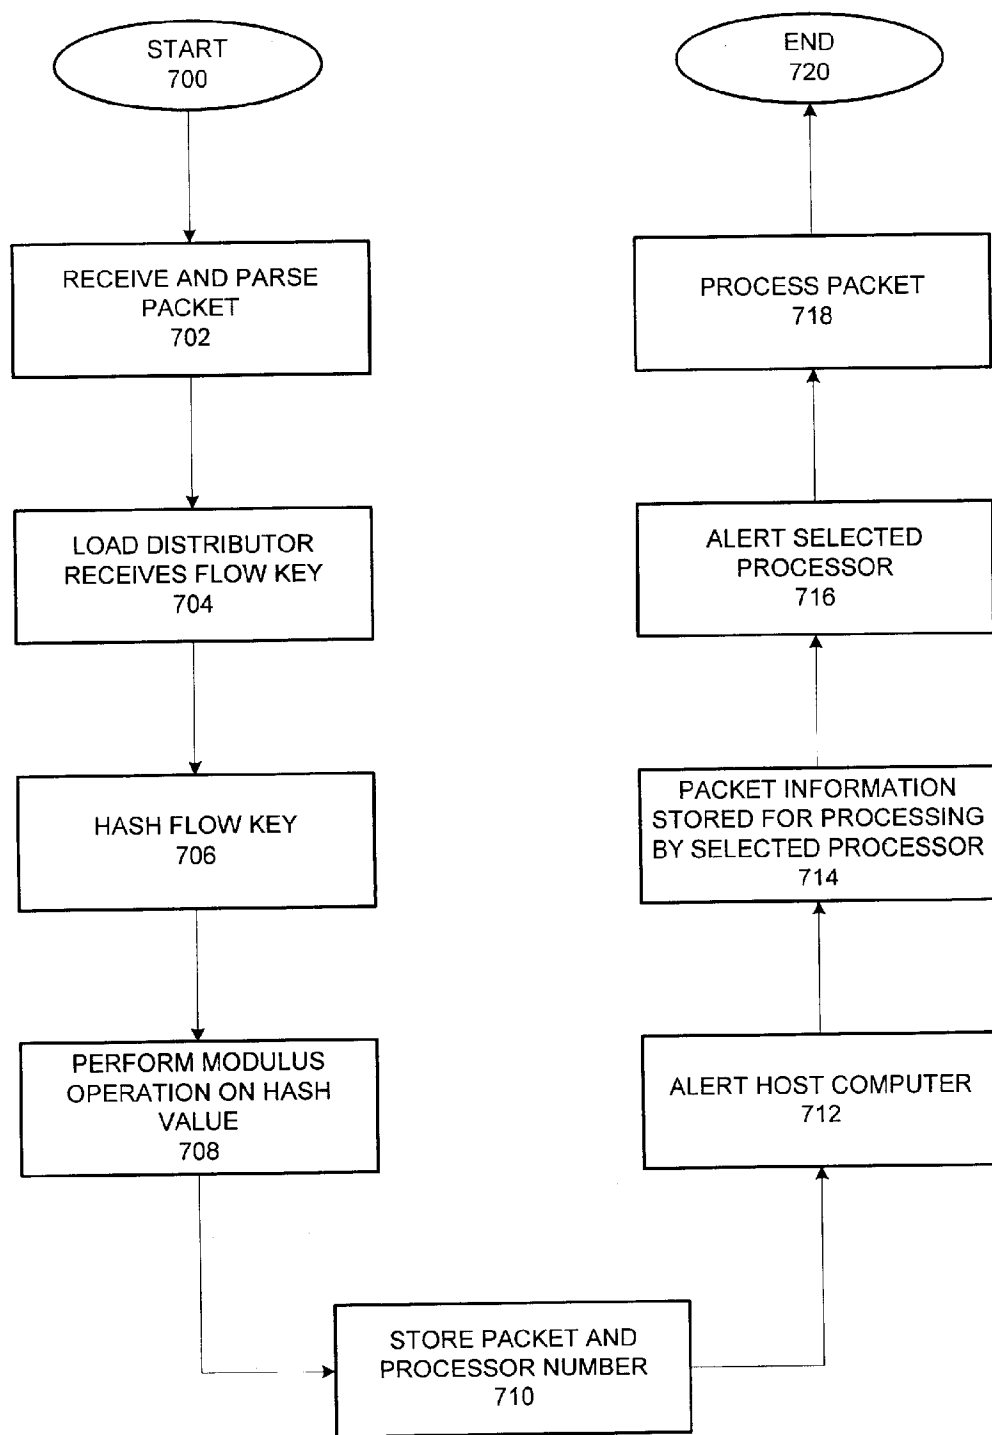 START
700
RECEIVE AND PARSE
PACKET
702
LOAD DISTRIBUTOR
RECEIVES FLOW KEY
704
HASH FLOW KEY
706
PERFORM MODULUS
OPERATION ON HASH
VALUE
708
STORE PACKET AND
PROCESSOR NUMBER
710
ALERT HOST COMPUTER
712
PACKET INFORMATION
STORED FOR PROCESSING
BY SELECTED PROCESSOR
714
ALERT SELECTED
PROCESSOR
716
PROCESS PACKET
718
END
720